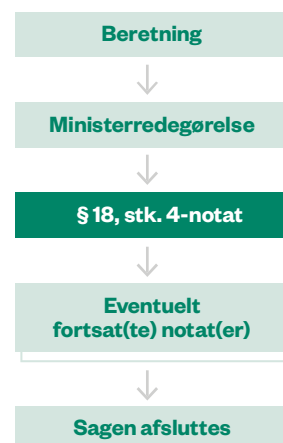 Beretning
Ministerredegørelse
§ 18, stk. 4-notat
Eventuelt
fortsat(te) notat(er)
Sagen afsluttes